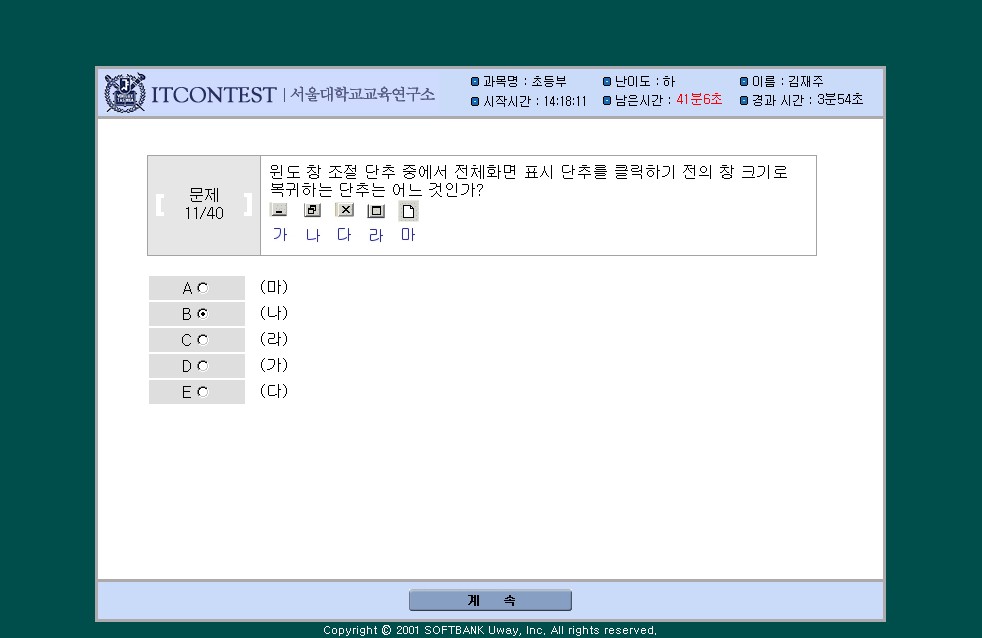 ITCONTEST | 서울대학교교육연구소
과목명 : 초등부 난이도 : 하 이름 : 김재주
시작시간 : 14:18:11 남은시간 : 41분6초 경과 시간 : 3분54초
문제
11/40
윈도 창 조절 단추 중에서 전체화면 표시 단추를 클릭하기 전의 창 크기로
복귀하는 단추는 어느 것인가?
가 나 다 라 마
A (마)
B (나)
C (라)
D (가)
E (다)
계 속
Copyright © 2001 SOFTBANK Uway, Inc. All rights reserved.